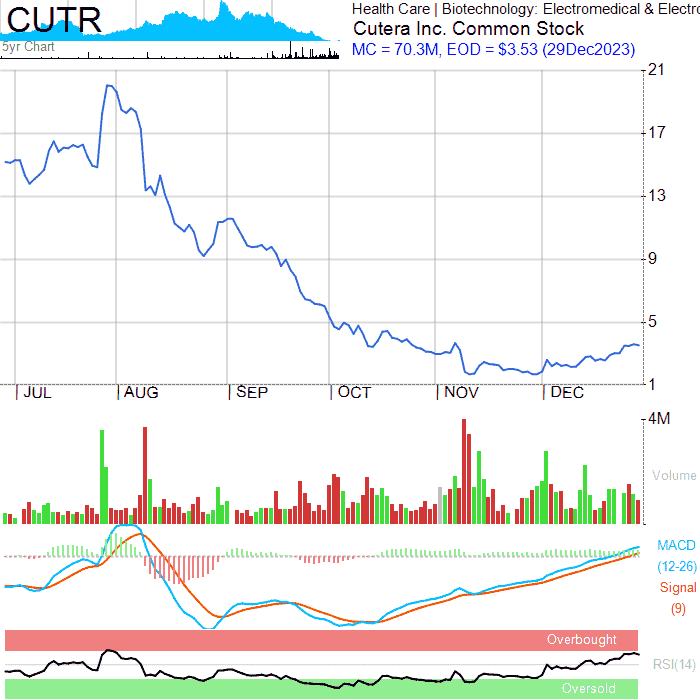 CUTR
5yr Chart
Health Care | Biotechnology: Electromedical & Electro
Cutera Inc. Common Stock
MC = 70.3M, EOD = $3.53 (29Dec2023)
21
17
13
9
5
1
JUL AUG SEP OCT NOV DEC
4M
Volume
MACD
(12-26)
Signal
(9)
Overbought
RSI(14)
Oversold